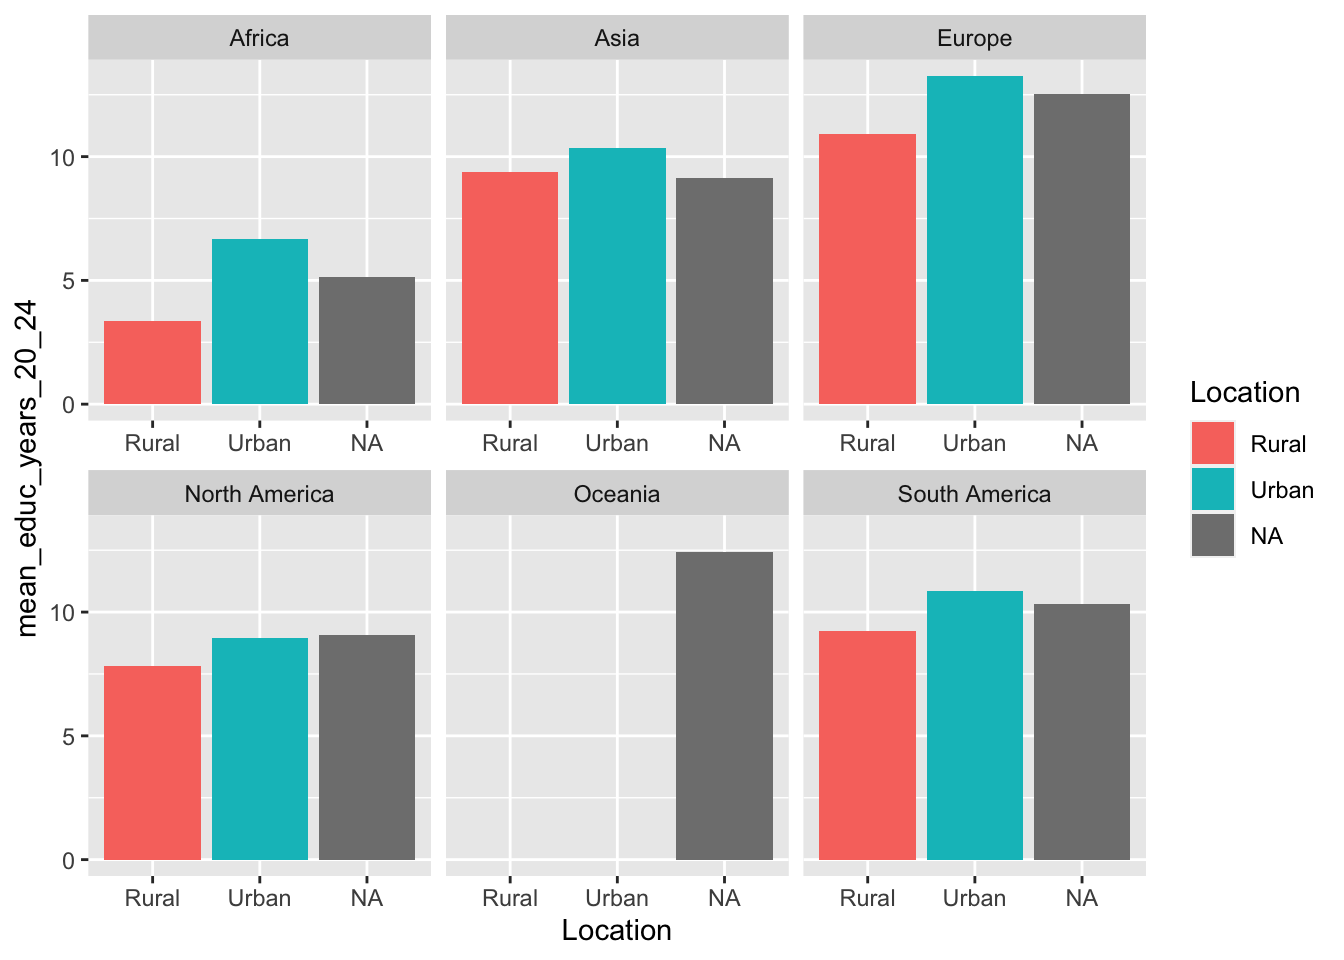 Africa
Asia
Europe
10
5
0
Rural Urban NA
Rural Urban NA
Rural Urban NA
mean_educ_years_20_24
North America
Oceania
South America
10
5
0
Rural Urban NA
Rural Urban NA
Rural Urban NA
Location
Location
Rural
Urban
NA